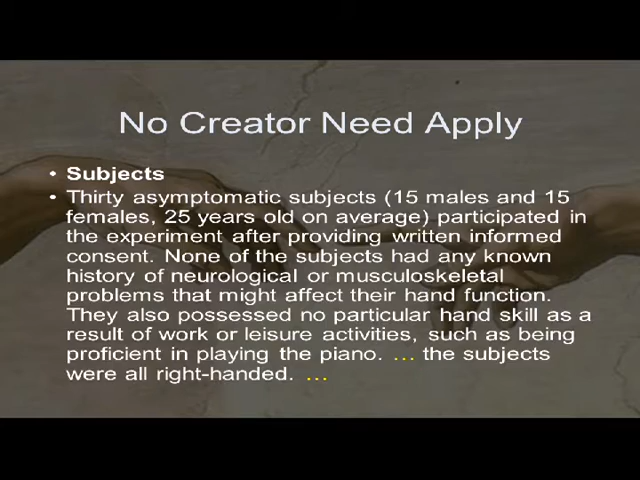 No Creator Need Apply
• Subjects
• Thirty asymptomatic subjects (15 males and 15
females, 25 years old on average) participated in
the experiment after providing written informed
consent. None of the subjects had any known
history of neurological or musculoskeletal
problems that might affect their hand function.
They also possessed no particular hand skill as a
result of work or leisure activities, such as being
proficient in playing the piano. … the subjects
were all right-handed. …